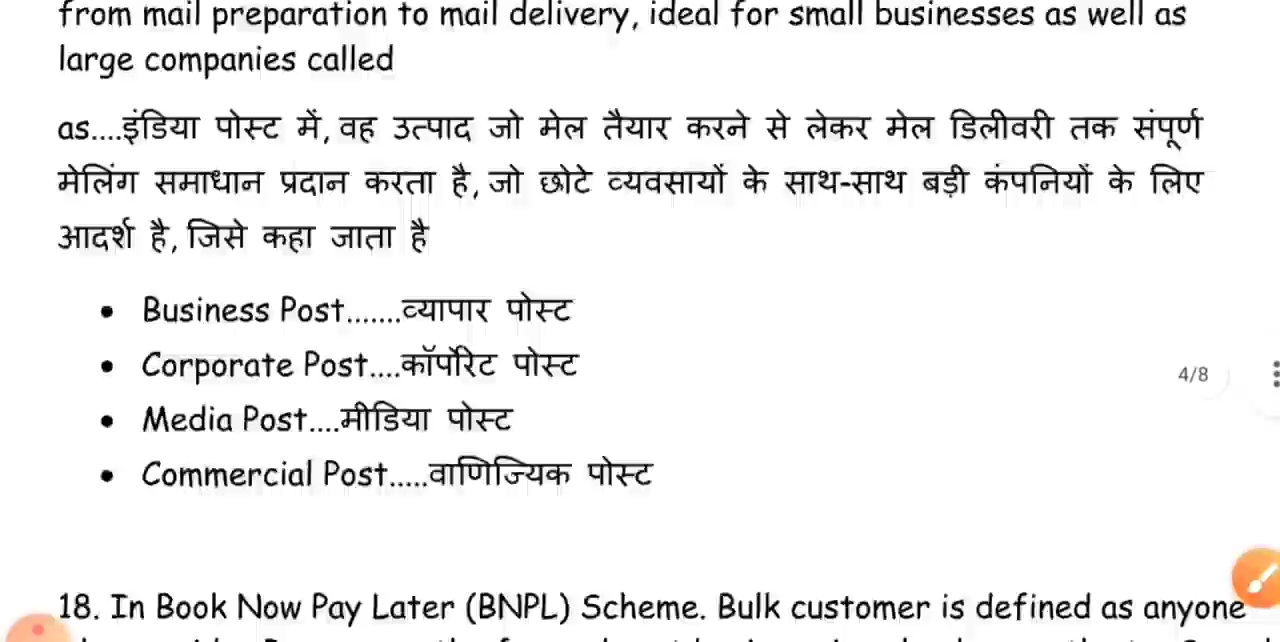 from mail preparation to mail delivery, ideal for small businesses as well as
large companies called
as....इंडिया पोस्ट में, वह उत्पाद जो मेल तैयार करने से लेकर मेल डिलीवरी तक संपूर्ण
मेलिंग समाधान प्रदान करता है, जो छोटे व्यवसायों के साथ-साथ बड़ी कंपनियों के लिए
आदर्श है, जिसे कहा जाता है
• Business Post.......व्यापार पोस्ट
• Corporate Post....कॉर्पोरेट पोस्ट
4/8
• Media Post....मीडिया पोस्ट
• Commercial Post.....वाणिज्यिक पोस्ट
18. In Book Now Pay Later (BNPL) Scheme. Bulk customer is defined as anyone